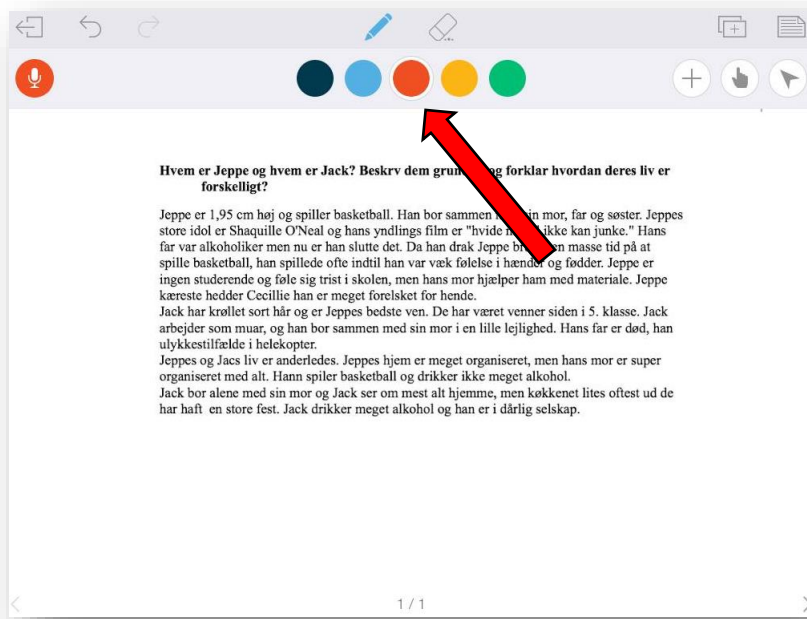 Hvem er Jeppe og hvem er Jack? Beskrv dem og forklar hvordan deres liv er
forskelligt?
Jeppe er 1,95 cm høj og spiller basketball. Han bor sammen sin mor, far og søster. Jeppes
store idol er Shaquille O'Neal og hans yndlings film er "hvide ikke kan junke." Hans
far var alkoholiker men nu er han slutte det. Da han drak Jeppe en masse tid på at
spille basketball, han spillede ofte indtil han var væk følelse i hænder og fødder. Jeppe er
ingen studerende og føle sig trist i skolen, men hans mor hjælper ham med materiale. Jeppe
kæreste hedder Cecillie han er meget forelsket for hende.
Jack har krøllet sort hår og er Jeppes bedste ven. De har været venner siden i 5. klasse. Jack
arbejder som muar, og han bor sammen med sin mor i en lille lejlighed. Hans far er død, han
ulykkestilfælde i helekopter.
Jeppes og Jacs liv er anderledes. Jeppes hjem er meget organiseret, men hans mor er super
organiseret med alt. Hann spiler basketball og drikker ikke meget alkohol.
Jack bor alene med sin mor og Jack ser om mest alt hjemme, men køkkenet lites oftest ud de
har haft en store fest. Jack drikker meget alkohol og han er i dårlig selskap.
1 / 1